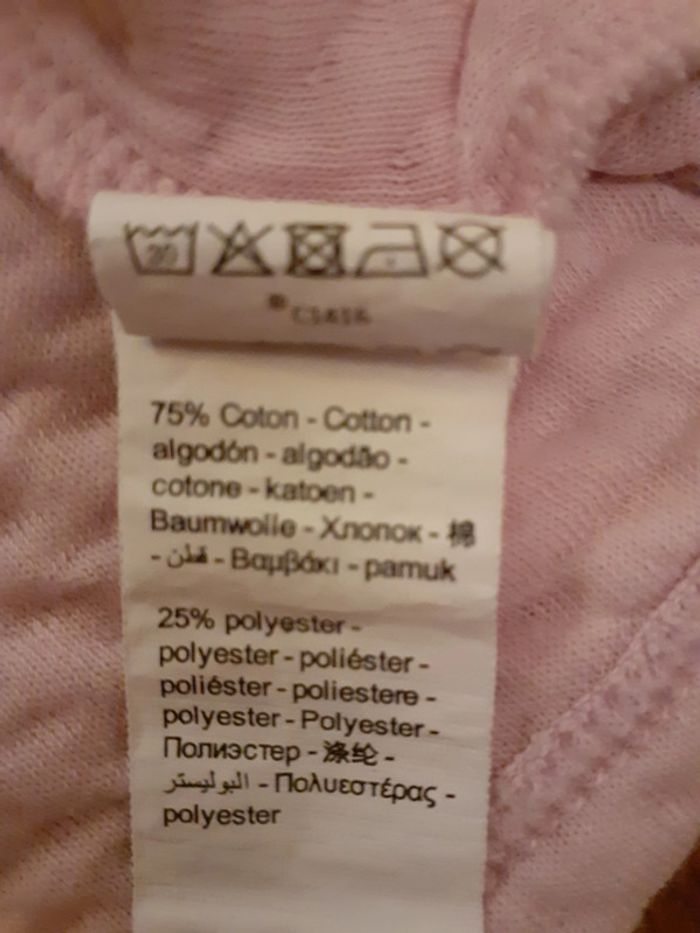 30
75% Coton - Cotton -
algodón - algodão -
cotone - katoen -
Baumwolle - Хлопок - 棉
- قطن - Βαμβάκι - pamuk
25% polyester -
polyester - poliéster -
poliéster - poliestere -
polyester - Polyester -
Полиэстер - 涤纶 -
البوليستر - Πολυεστέρας -
polyester